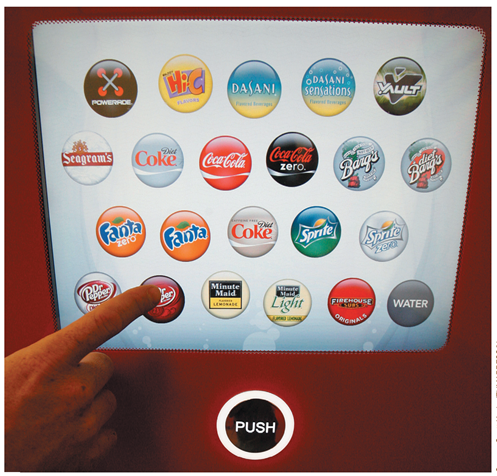 POWERADE
Hi-C
FLAVORS
DASANI
Flavored Beverages
DASANI
Sensations
Flavored Beverages
VAULT
Seagram's
Diet
Coke
Coca-Cola
Coca-Cola
zero
Barq's
diet
Barq's
Fanta
zero
Fanta
Diet
Coke
Sprite
Sprite
zero
Dr
Pepper
Dr
Pepper
Minute
Maid
LEMONADE
Minute
Maid
Light
FIREHOUSE
SUBS
ORIGINALS
WATER
PUSH